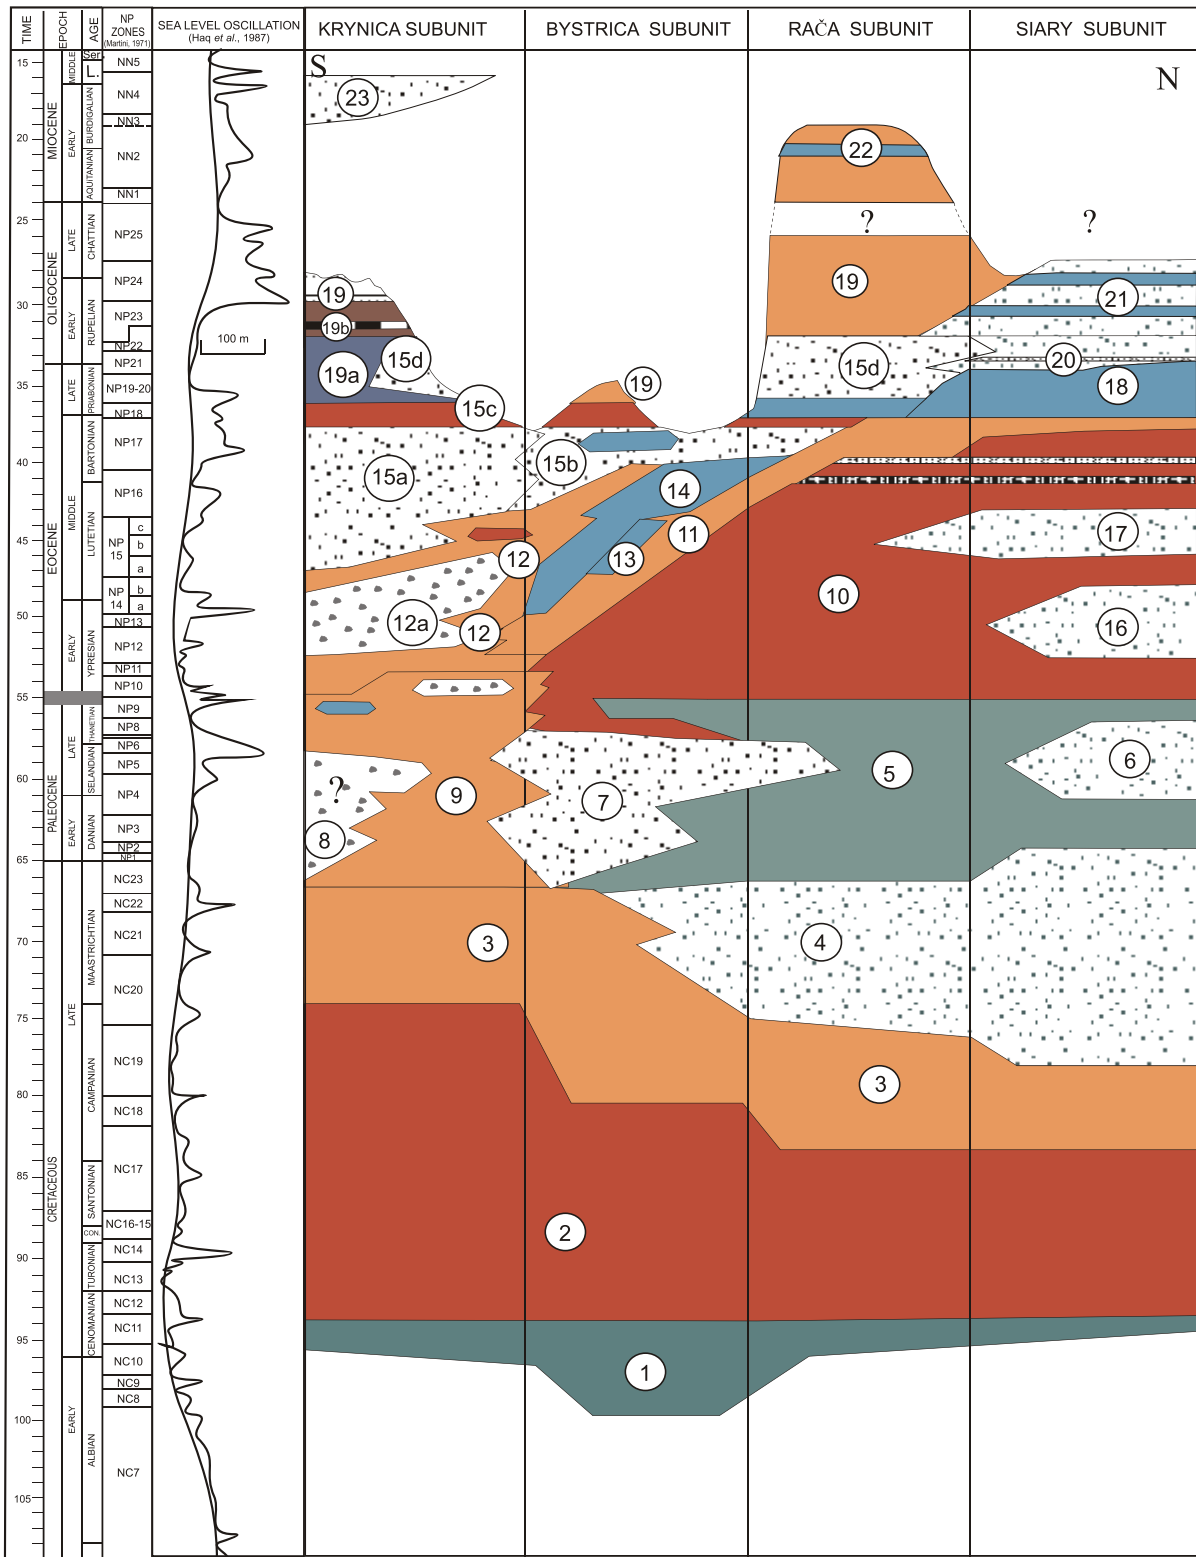 TIME
EPOCH
AGE
NP
ZONES
(Martini, 1971)
SEA LEVEL OSCILLATION
(Haq et al., 1987)
KRYNICA SUBUNIT
BYSTRICA SUBUNIT
RAČA SUBUNIT
SIARY SUBUNIT
S
N
15
20
25
30
35
40
45
50
55
60
65
70
75
80
85
90
95
100
105
MIOCENE
OLIGOCENE
EOCENE
PALEOCENE
CRETACEOUS
MIDDLE
EARLY
LATE
EARLY
LATE
MIDDLE
EARLY
LATE
EARLY
LATE
EARLY
Ser.
L.
BURDIGALIAN
AQUITANIAN
CHATTIAN
RUPELIAN
PRIABONIAN
BARTONIAN
LUTETIAN
YPRESIAN
THANETIAN
SELANDIAN
DANIAN
MAASTRICHTIAN
CAMPANIAN
SANTONIAN
CON.
TURONIAN
CENOMANIAN
ALBIAN
NN5
NN4
NN3
NN2
NN1
NP25
NP24
NP23
NP22
NP21
NP19-20
NP18
NP17
NP16
NP
15
c
b
a
NP
14
b
a
NP13
NP12
NP11
NP10
NP9
NP8
NP6
NP5
NP4
NP3
NP2
NP1
NC23
NC22
NC21
NC20
NC19
NC18
NC17
NC16-15
NC14
NC13
NC12
NC11
NC10
NC9
NC8
NC7
100 m
23
22
?
?
19
19
21
19b
15d
20
19a
15d
18
19
15c
15a
15b
14
17
11
12
13
10
12a
12
16
6
5
?
9
7
8
3
4
3
2
1